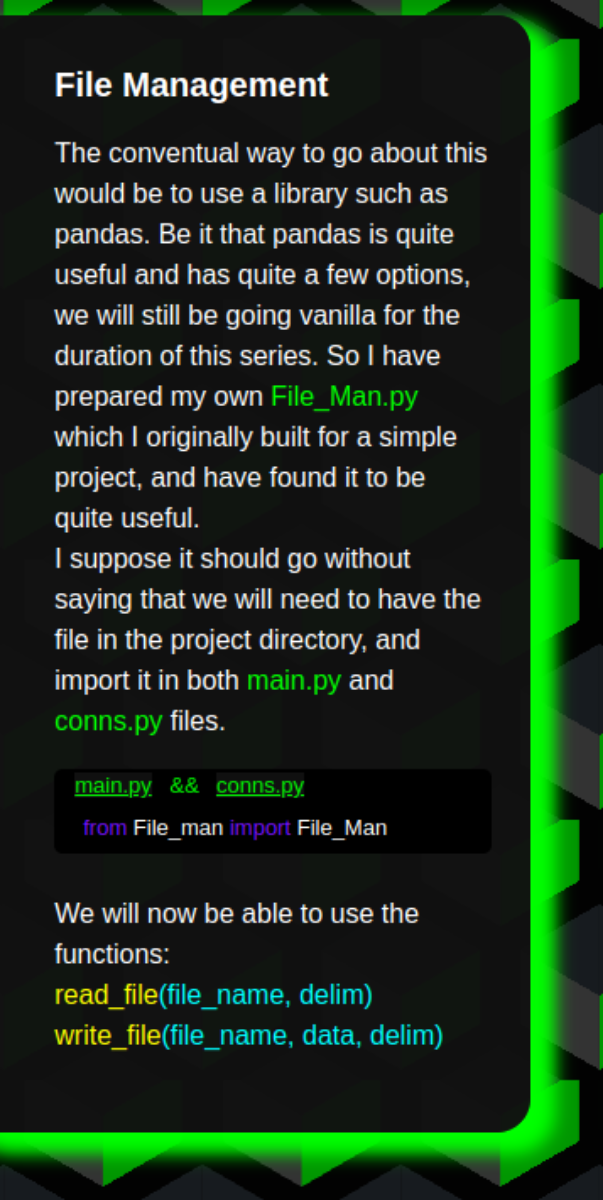 File Management
The conventual way to go about this
would be to use a library such as
pandas. Be it that pandas is quite
useful and has quite a few options,
we will still be going vanilla for the
duration of this series. So I have
prepared my own File_Man.py
which I originally built for a simple
project, and have found it to be
quite useful.
I suppose it should go without
saying that we will need to have the
file in the project directory, and
import it in both main.py and
conns.py files.
main.py && conns.py
from File_man import File_Man
We will now be able to use the
functions:
read_file(file_name, delim)
write_file(file_name, data, delim)